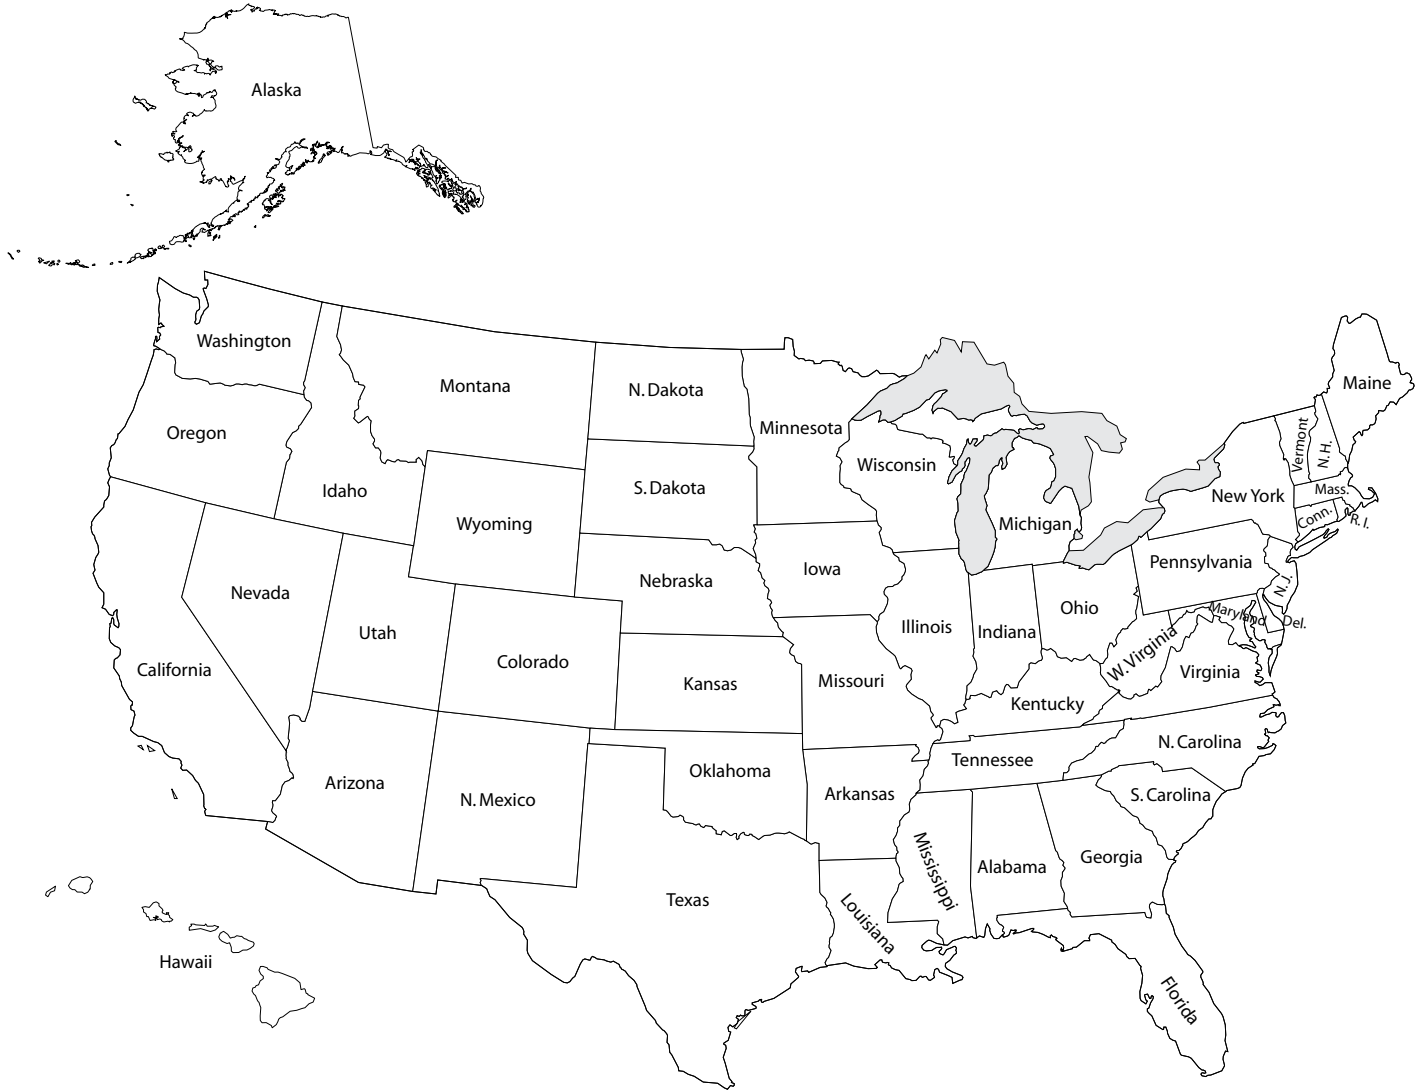 Alaska
Washington
Montana
N. Dakota
Minnesota
Maine
Oregon
Idaho
Wyoming
S. Dakota
Wisconsin
Michigan
New York
Vermont
N. H.
Mass.
Conn.
R. I.
Nevada
Utah
Colorado
Nebraska
Iowa
Illinois
Indiana
Ohio
Pennsylvania
N. J.
Maryland
Del.
California
Kansas
Missouri
Kentucky
W. Virginia
Virginia
Arizona
N. Mexico
Oklahoma
Arkansas
Tennessee
N. Carolina
S. Carolina
Texas
Louisiana
Mississippi
Alabama
Georgia
Florida
Hawaii